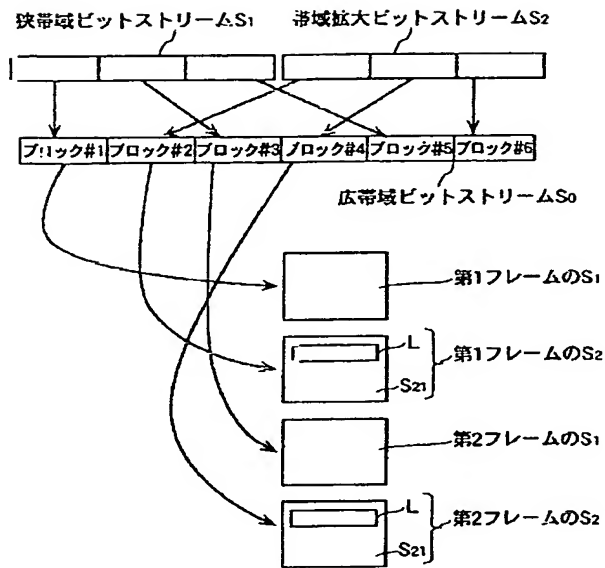 狭帯域ビットストリームS1
帯域拡大ビットストリームS2
ブロック#1 ブロック#2 ブロック#3 ブロック#4 ブロック#5 ブロック#6
広帯域ビットストリームS0
第1フレームのS1
L
第1フレームのS2
S21
第2フレームのS1
L
第2フレームのS2
S21